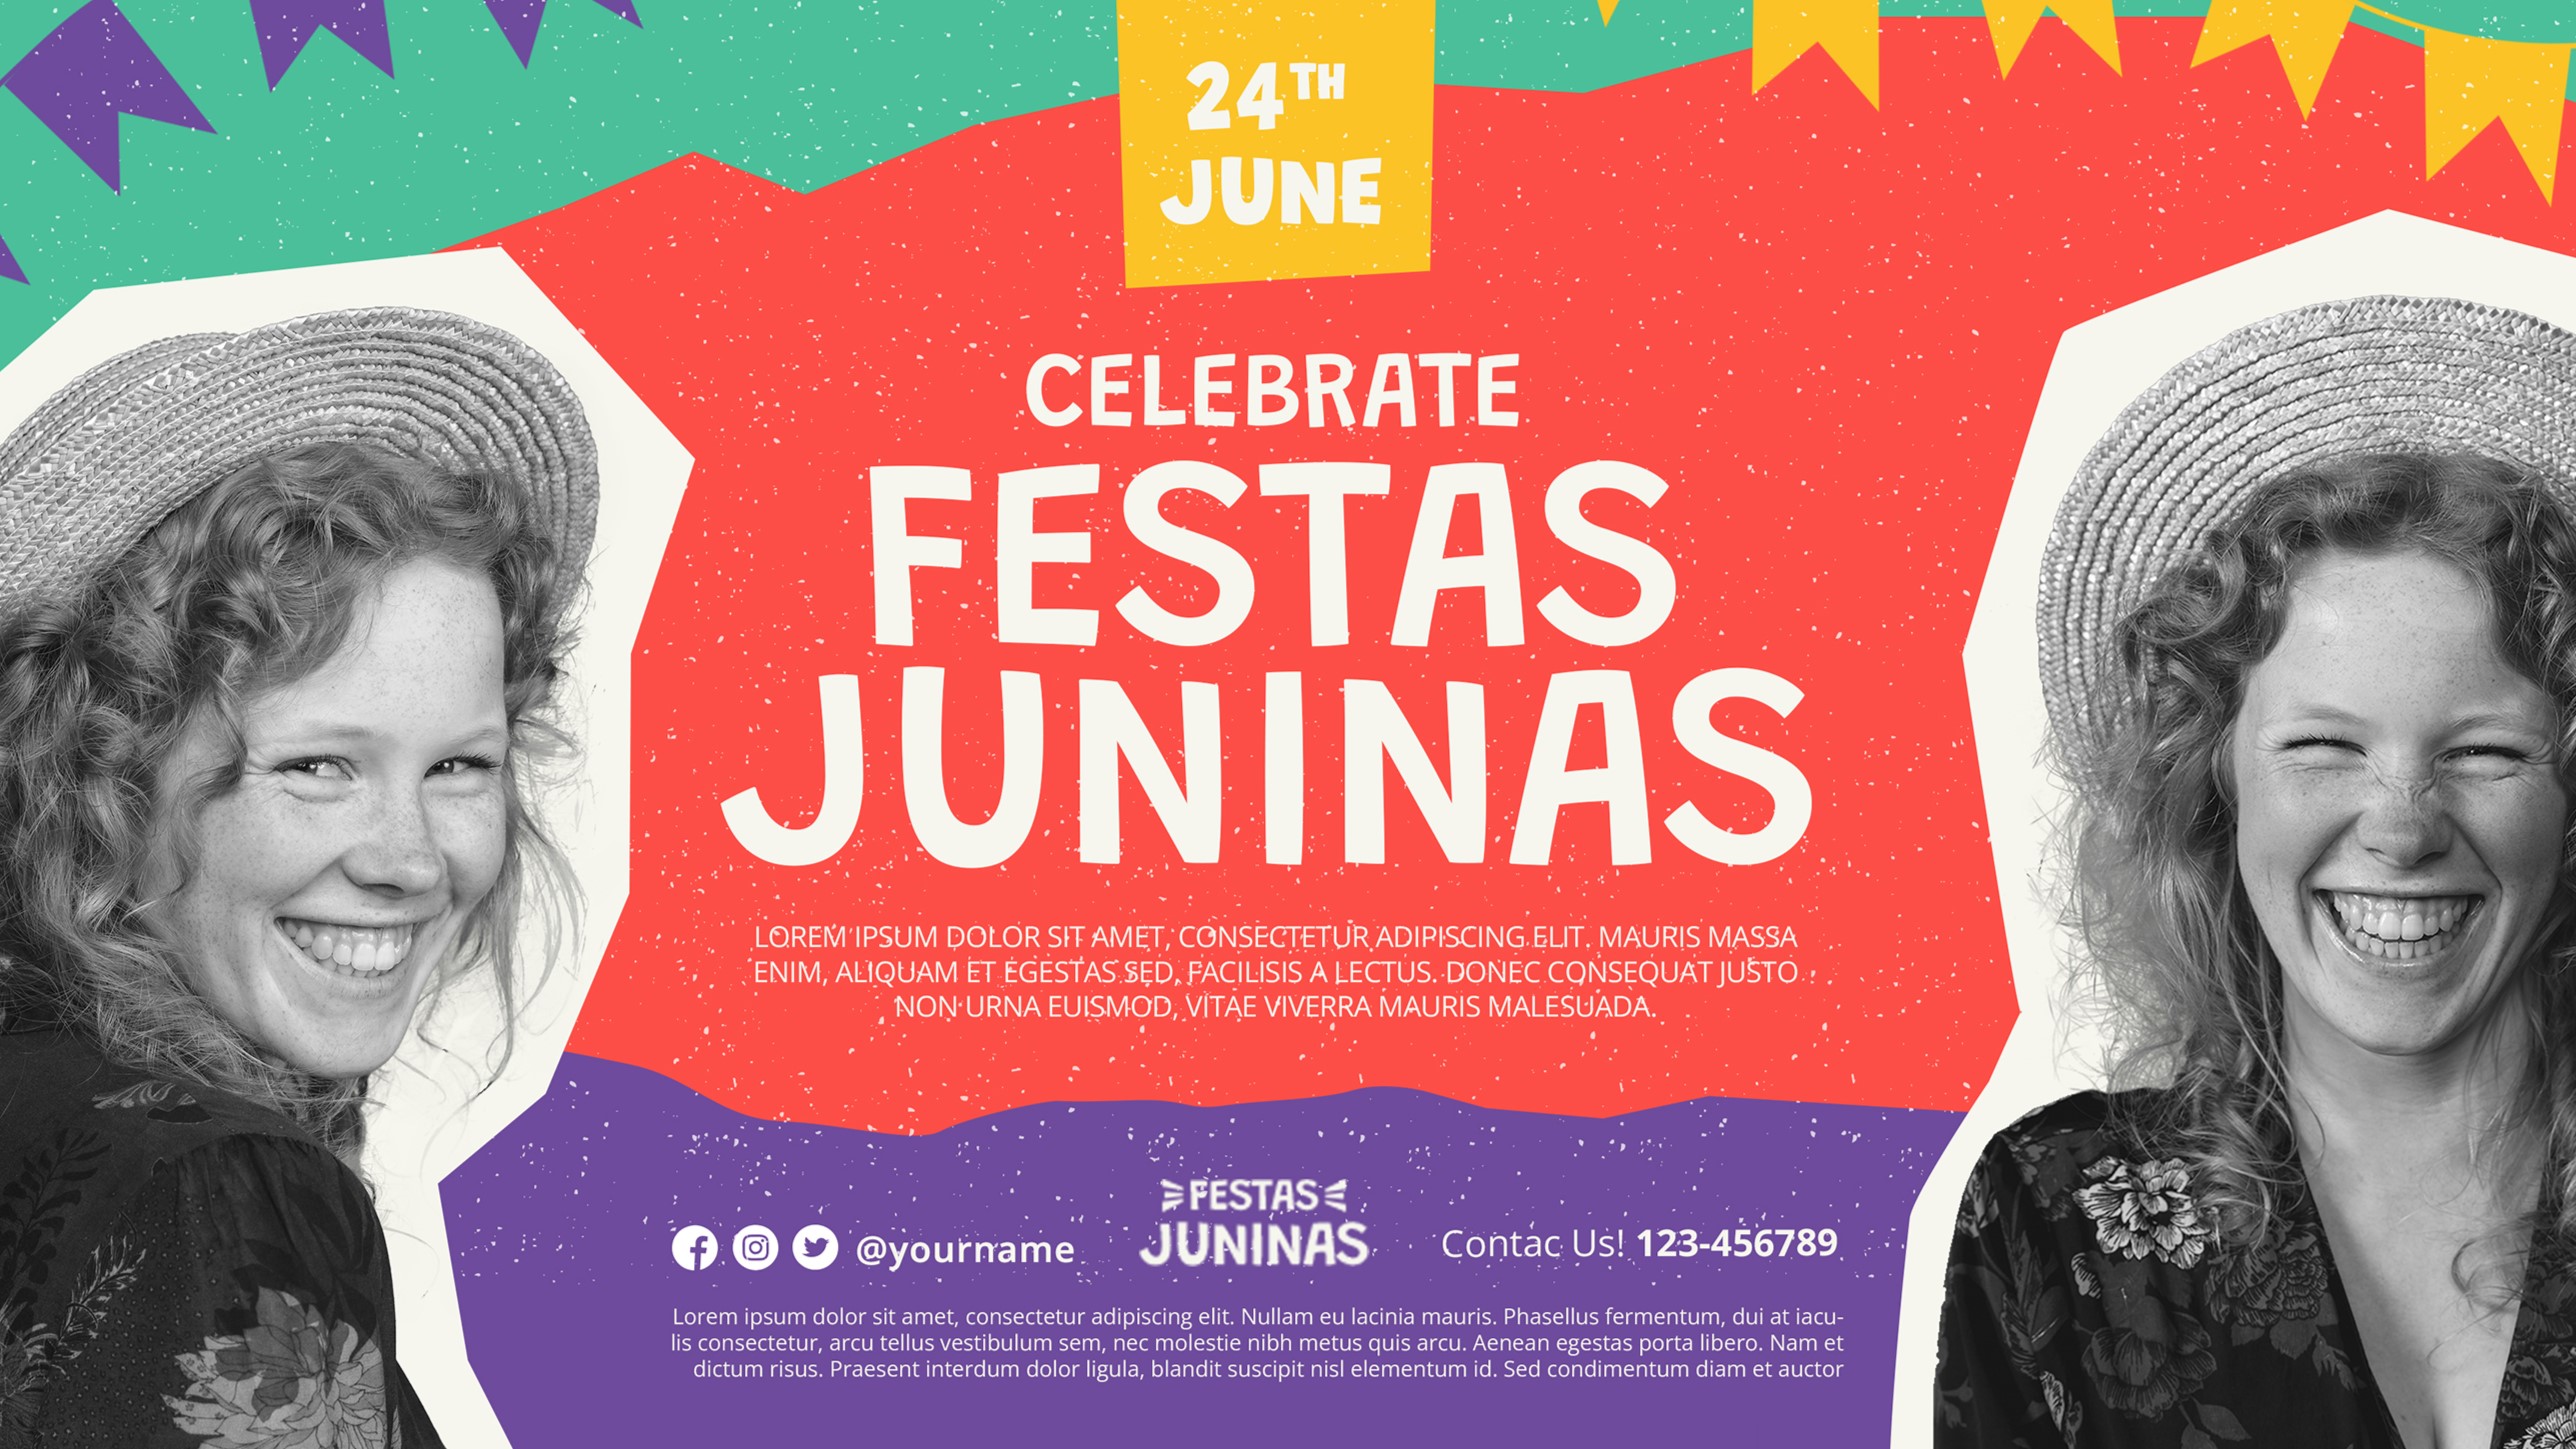 24TH
JUNE
CELEBRATE
FESTAS
JUNINAS
LOREM IPSUM DOLOR SIT AMET, CONSECTETUR ADIPISCING ELIT. MAURIS MASSA
ENIM, ALIQUAM ET EGESTAS SED, FACILISIS A LECTUS. DONEC CONSEQUAT JUSTO
NON URNA EUISMOD, VITAE VIVERRA MAURIS MALESUADA.
@yourname
FESTAS
JUNINAS
Contac Us! 123-456789
Lorem ipsum dolor sit amet, consectetur adipiscing elit. Nullam eu lacinia mauris. Phasellus fermentum, dui at iacu-
lis consectetur, arcu tellus vestibulum sem, nec molestie nibh metus quis arcu. Aenean egestas porta libero. Nam et
dictum risus. Praesent interdum dolor ligula, blandit suscipit nisl elementum id. Sed condimentum diam et auctor